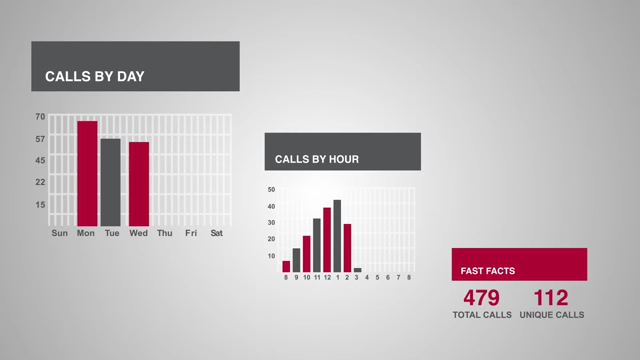 CALLS BY DAY
70
57
45
22
15
Sun Mon Tue Wed Thu Fri Sat
CALLS BY HOUR
50
40
30
20
10
8 9 10 11 12 1 2 3 4 5 6 7 8
FAST FACTS
479 112
TOTAL CALLS UNIQUE CALLS